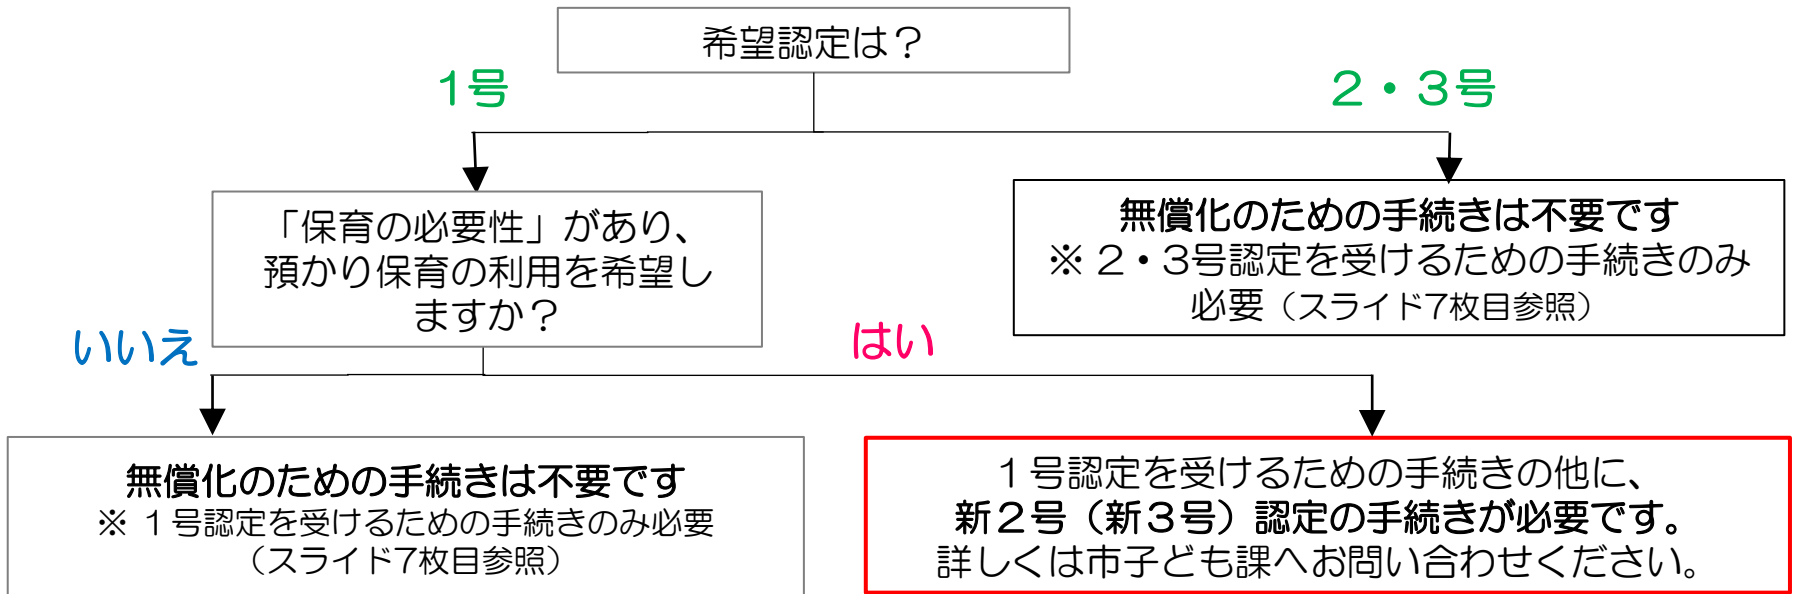 希望認定は？
1号
２・３号
「保育の必要性」があり、
預かり保育の利用を希望し
ますか？
無償化のための手続きは不要です
※ ２・３号認定を受けるための手続きのみ
必要（スライド7枚目参照）
いいえ
はい
無償化のための手続きは不要です
※ １号認定を受けるための手続きのみ必要
（スライド7枚目参照）
１号認定を受けるための手続きの他に、
新２号（新３号）認定の手続きが必要です。
詳しくは市子ども課へお問い合わせください。